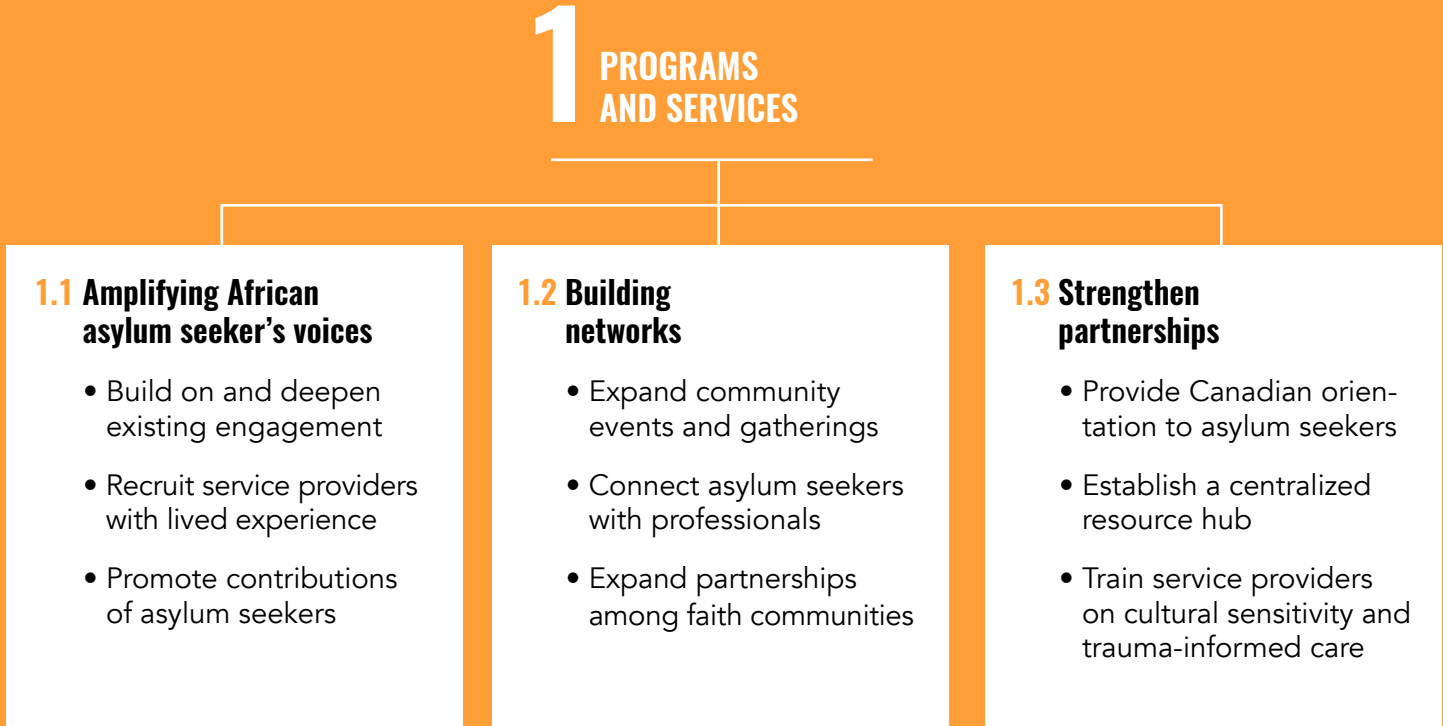 1 PROGRAMS
AND SERVICES
1.1 Amplifying African
asylum seeker’s voices
• Build on and deepen
existing engagement
• Recruit service providers
with lived experience
• Promote contributions
of asylum seekers
1.2 Building
networks
• Expand community
events and gatherings
• Connect asylum seekers
with professionals
• Expand partnerships
among faith communities
1.3 Strengthen
partnerships
• Provide Canadian orien-
tation to asylum seekers
• Establish a centralized
resource hub
• Train service providers
on cultural sensitivity and
trauma-informed care